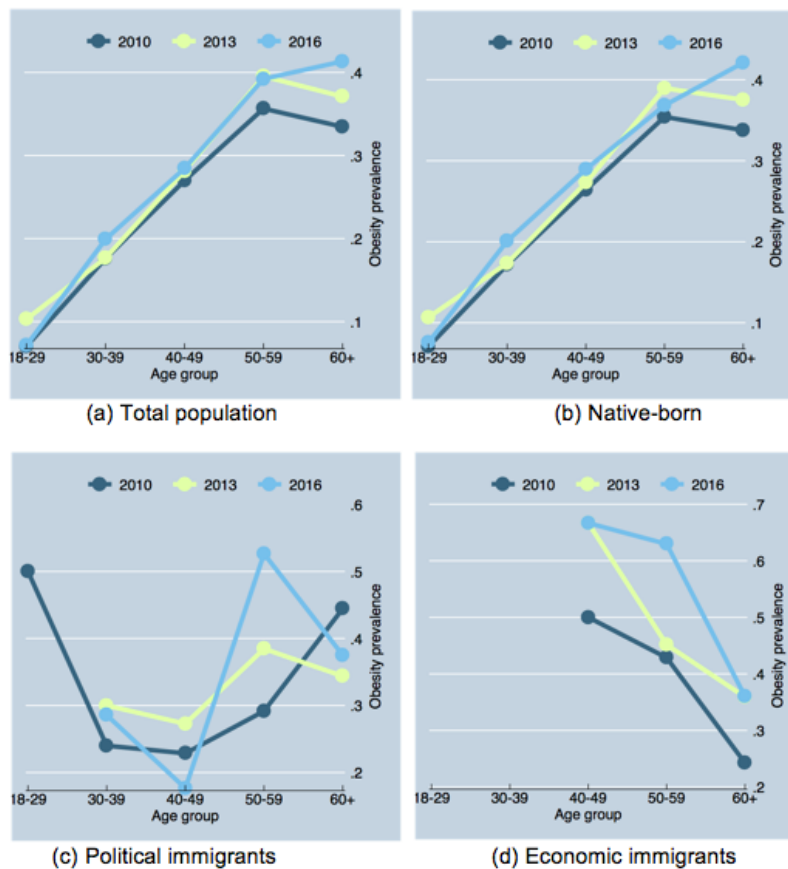 2010 2013 2016
.4
.3
.2
.1
Obesity prevalence
18-29 30-39 40-49 50-59 60+
Age group
(a) Total population
2010 2013 2016
.4
.3
.2
.1
Obesity prevalence
18-29 30-39 40-49 50-59 60+
Age group
(b) Native-born
2010 2013 2016
.6
.5
.4
.3
.2
Obesity prevalence
18-29 30-39 40-49 50-59 60+
Age group
(c) Political immigrants
2010 2013 2016
.7
.6
.5
.4
.3
.2
Obesity prevalence
18-29 30-39 40-49 50-59 60+
Age group
(d) Economic immigrants